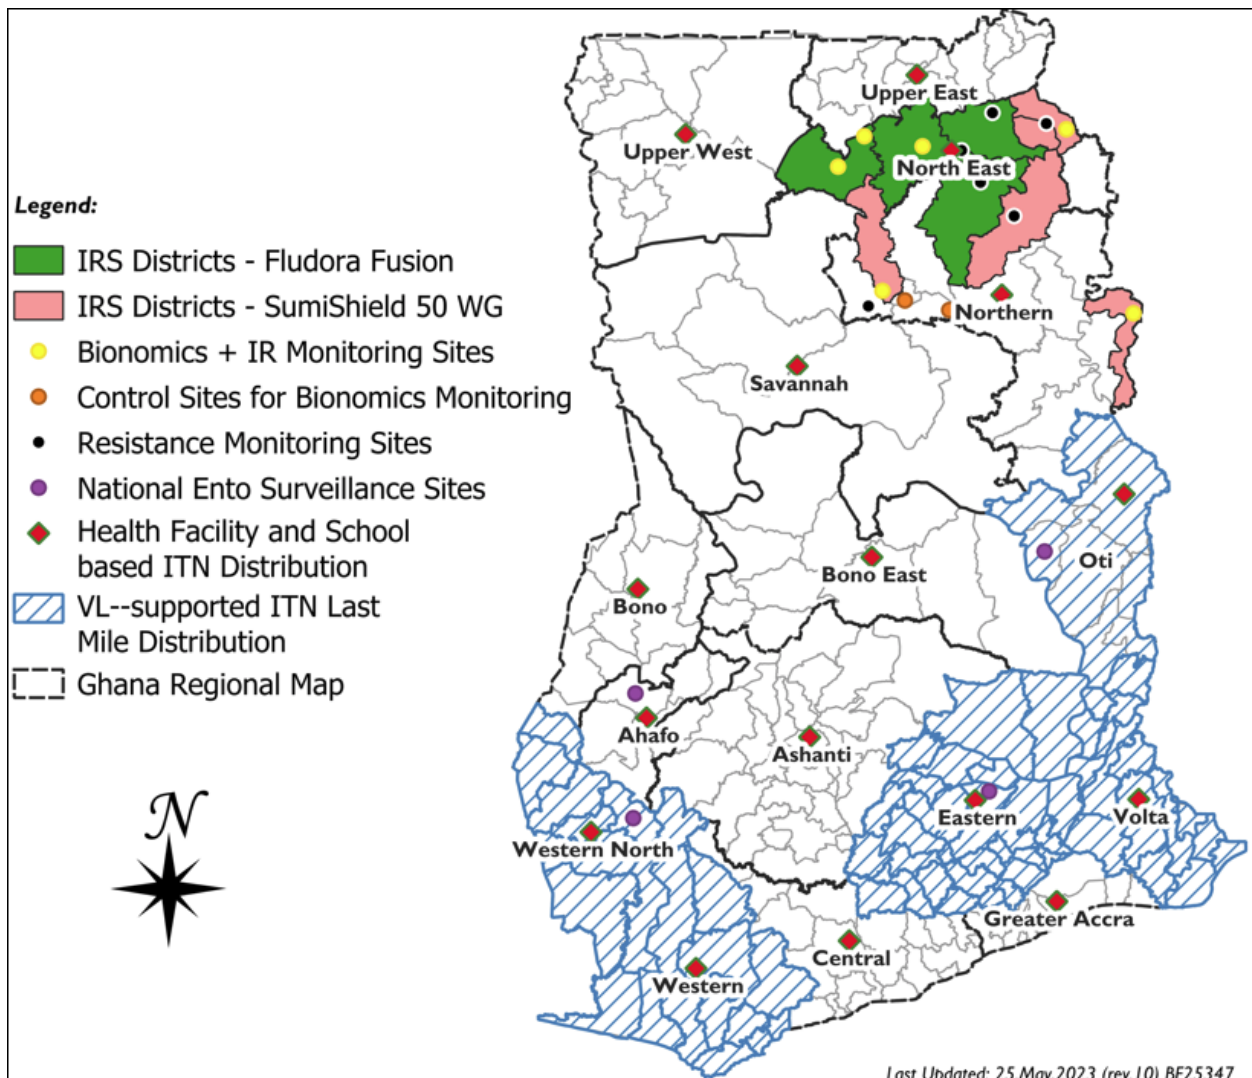 Upper East
Upper West
North East
Legend:
IRS Districts - Fludora Fusion
IRS Districts - SumiShield 50 WG
Northern
Bionomics + IR Monitoring Sites
Savannah
Control Sites for Bionomics Monitoring
Resistance Monitoring Sites
National Ento Surveillance Sites
Health Facility and School
based ITN Distribution
Oti
Bono East
Bono
VL--supported ITN Last
Mile Distribution
Ghana Regional Map
Ahafo
Ashanti
N
Eastern
Volta
Western North
Greater Accra
Central
Western
Last Updated: 25 May 2023 (rev.10) BF25347